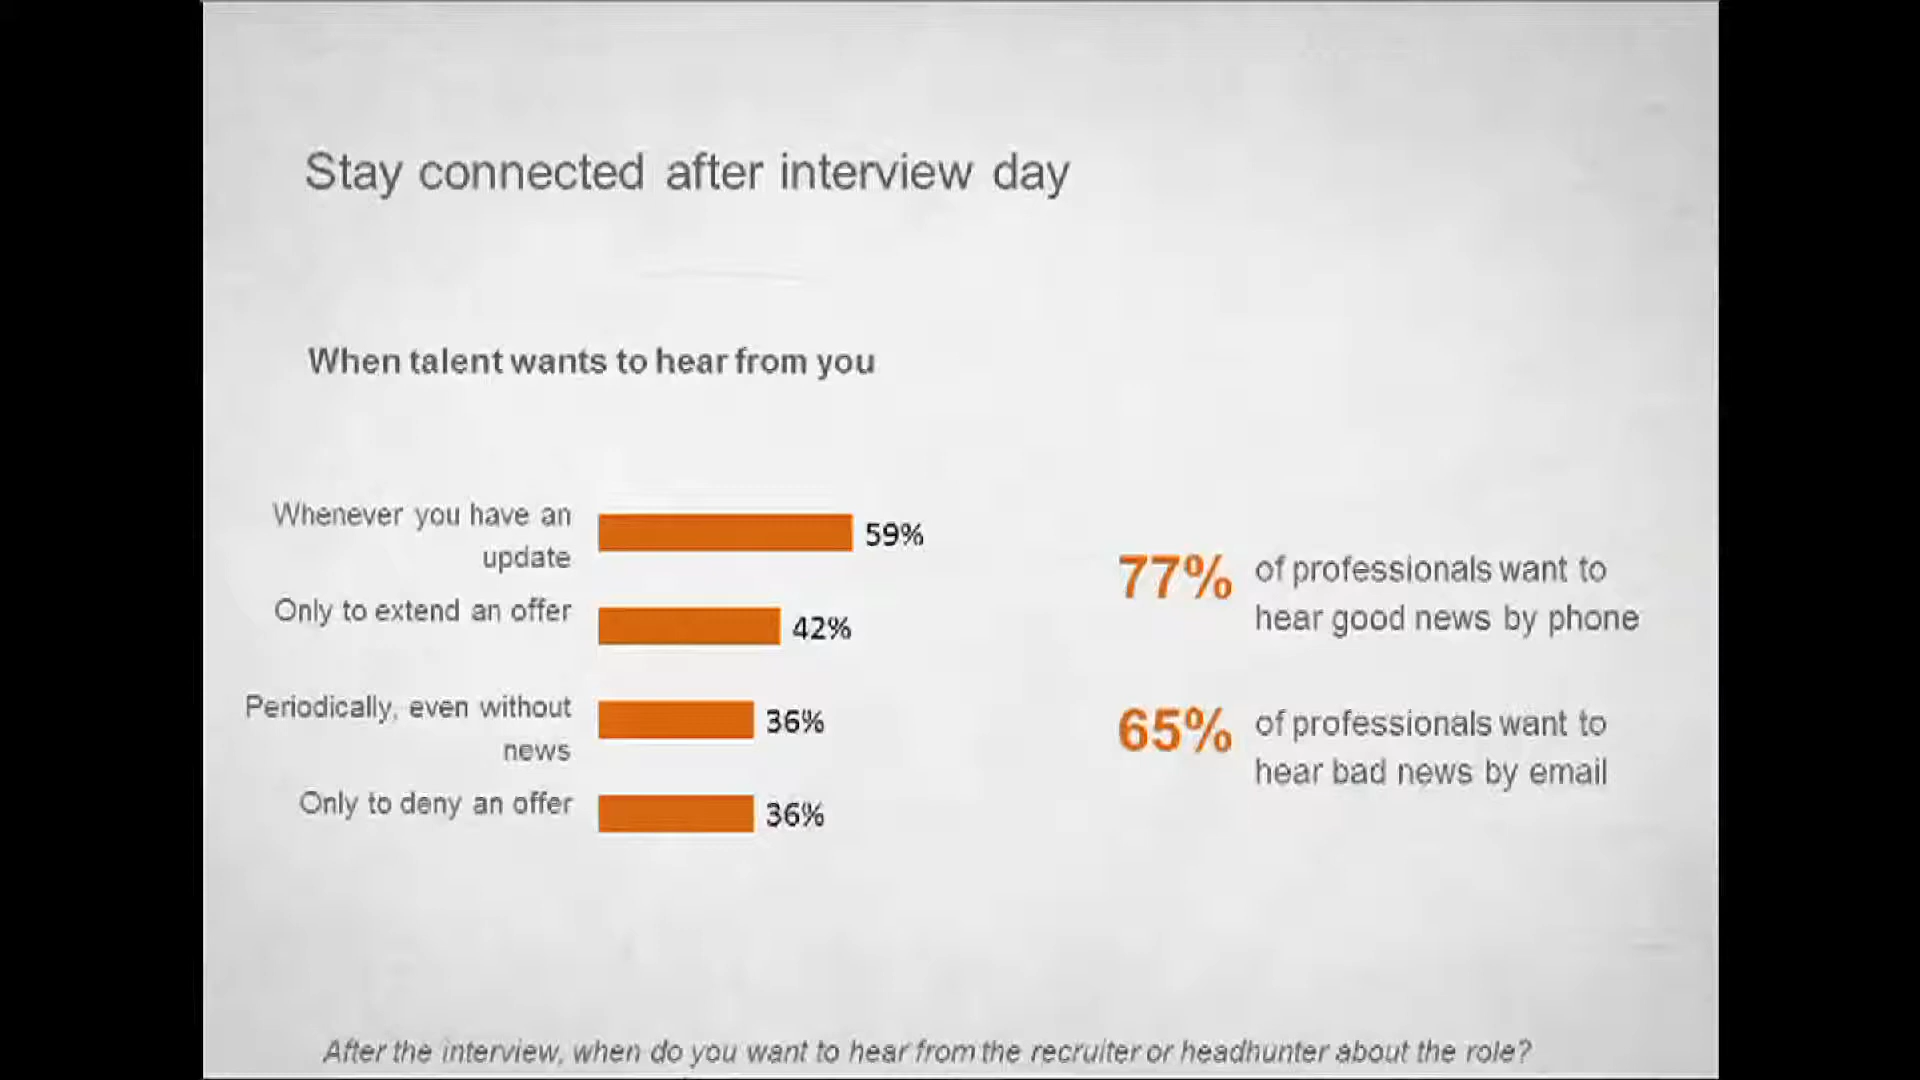 Stay connected after interview day
When talent wants to hear from you
Whenever you have an
update
59%
Only to extend an offer
42%
Periodically, even without
news
36%
Only to deny an offer
36%
77%
of professionals want to
hear good news by phone
65%
of professionals want to
hear bad news by email
After the interview, when do you want to hear from the recruiter or headhunter about the role?